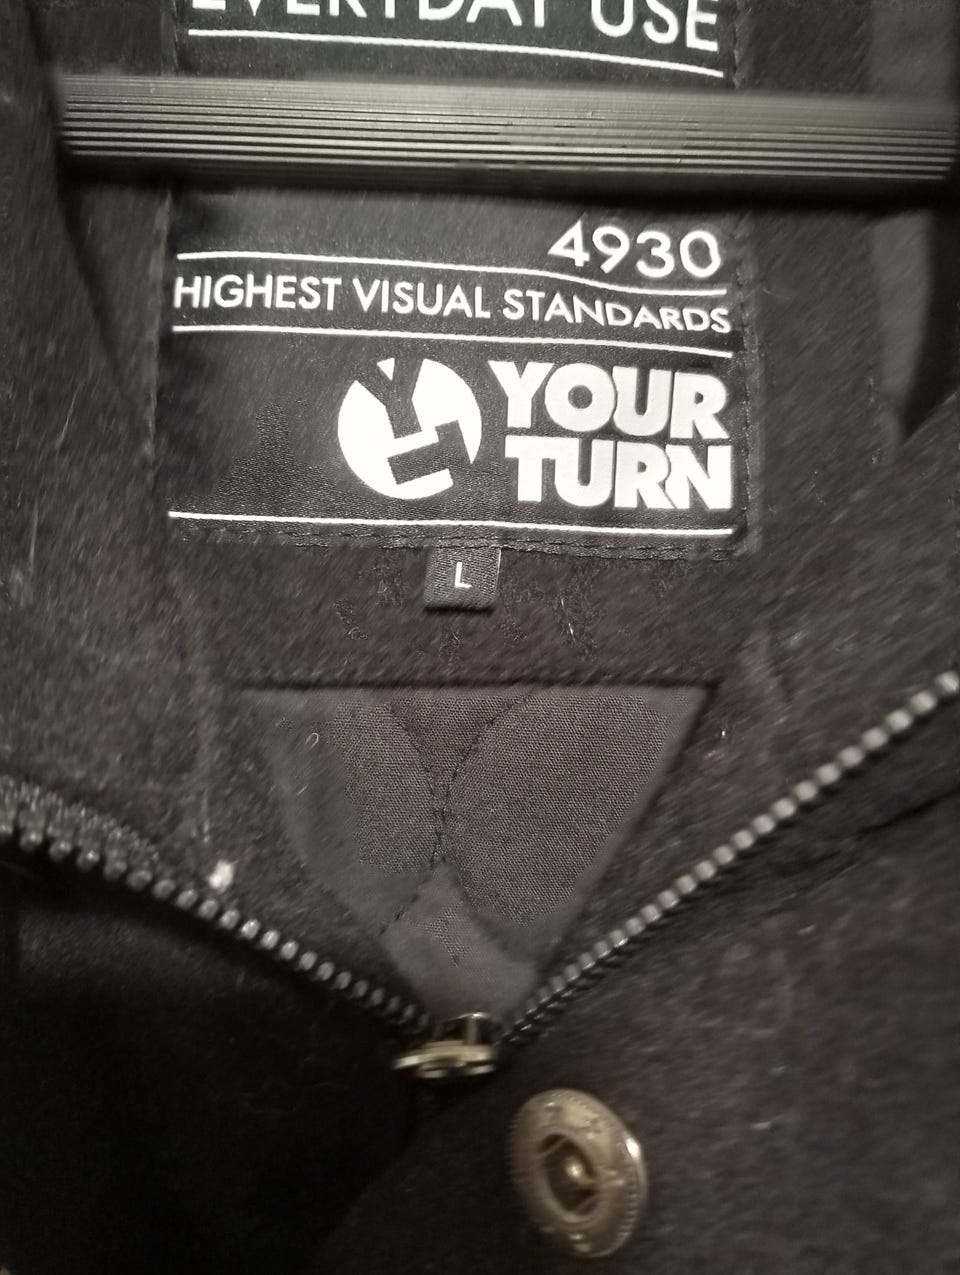 EVERYDAY USE
4930
HIGHEST VISUAL STANDARDS
YOUR
TURN
L